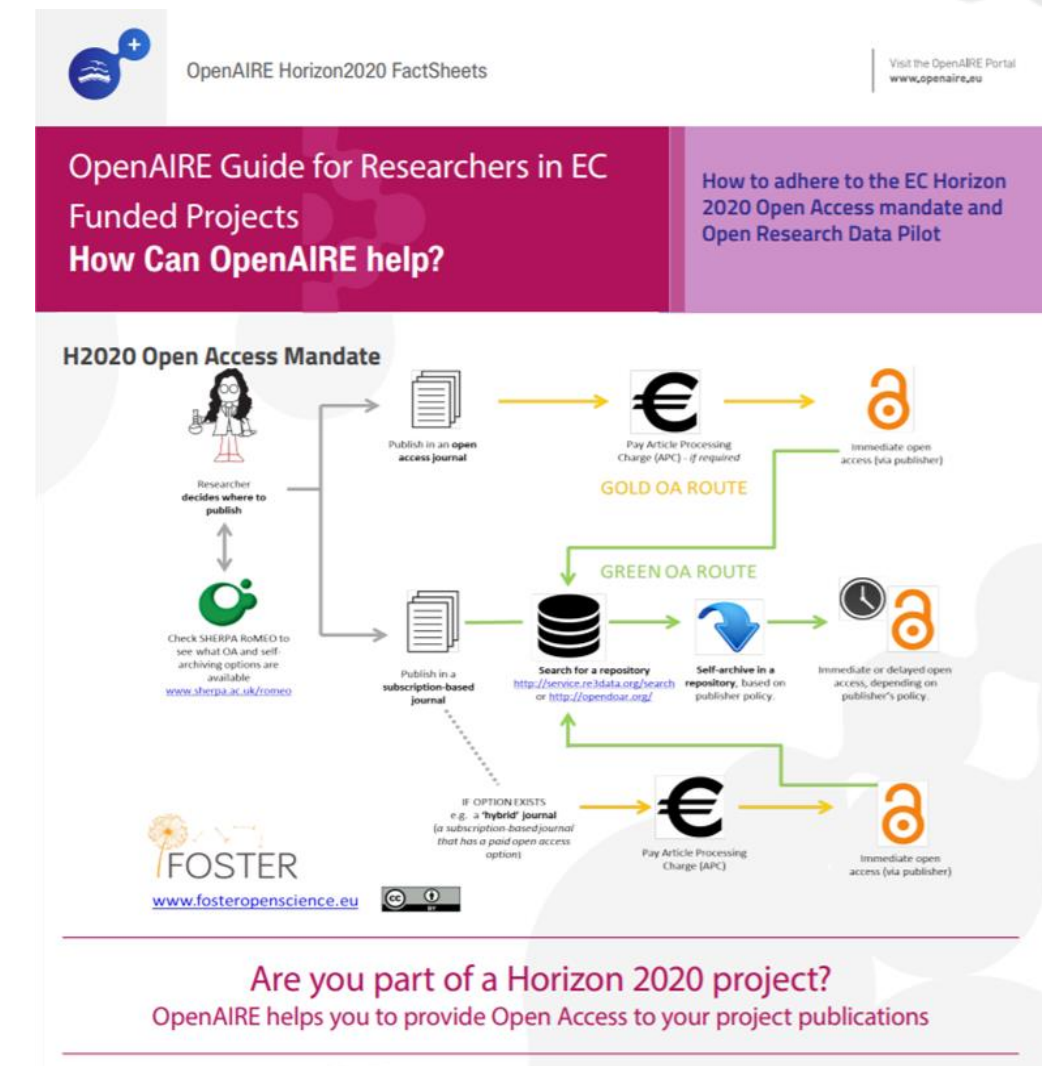 OpenAIRE Horizon2020 FactSheets
Visit the OpenAIRE Portal
www.openaire.eu
OpenAIRE Guide for Researchers in EC
Funded Projects
How Can OpenAIRE help?
How to adhere to the EC Horizon
2020 Open Access mandate and
Open Research Data Pilot
H2020 Open Access Mandate
Researcher
decides where to
publish
Publish in an open
access journal
Pay Article Processing
Charge (APC) - if required
Immediate open
access (via publisher)
GOLD OA ROUTE
GREEN OA ROUTE
Check SHERPA RoMEO to
see what OA and self-
archiving options are
available
www.sherpa.ac.uk/romeo
Publish in a
subscription-based
journal
Search for a repository
http://service.re3data.org/search
or http://opendoar.org/
Self-archive in a
repository, based on
publisher policy.
Immediate or delayed open
access, depending on
publisher's policy.
IF OPTION EXISTS
e.g. a 'hybrid' journal
(a subscription-based journal
that has a paid open access
option)
Pay Article Processing
Charge (APC)
Immediate open
access (via publisher)
FOSTER
www.fosteropenscience.eu
cc
BY
Are you part of a Horizon 2020 project?
OpenAIRE helps you to provide Open Access to your project publications